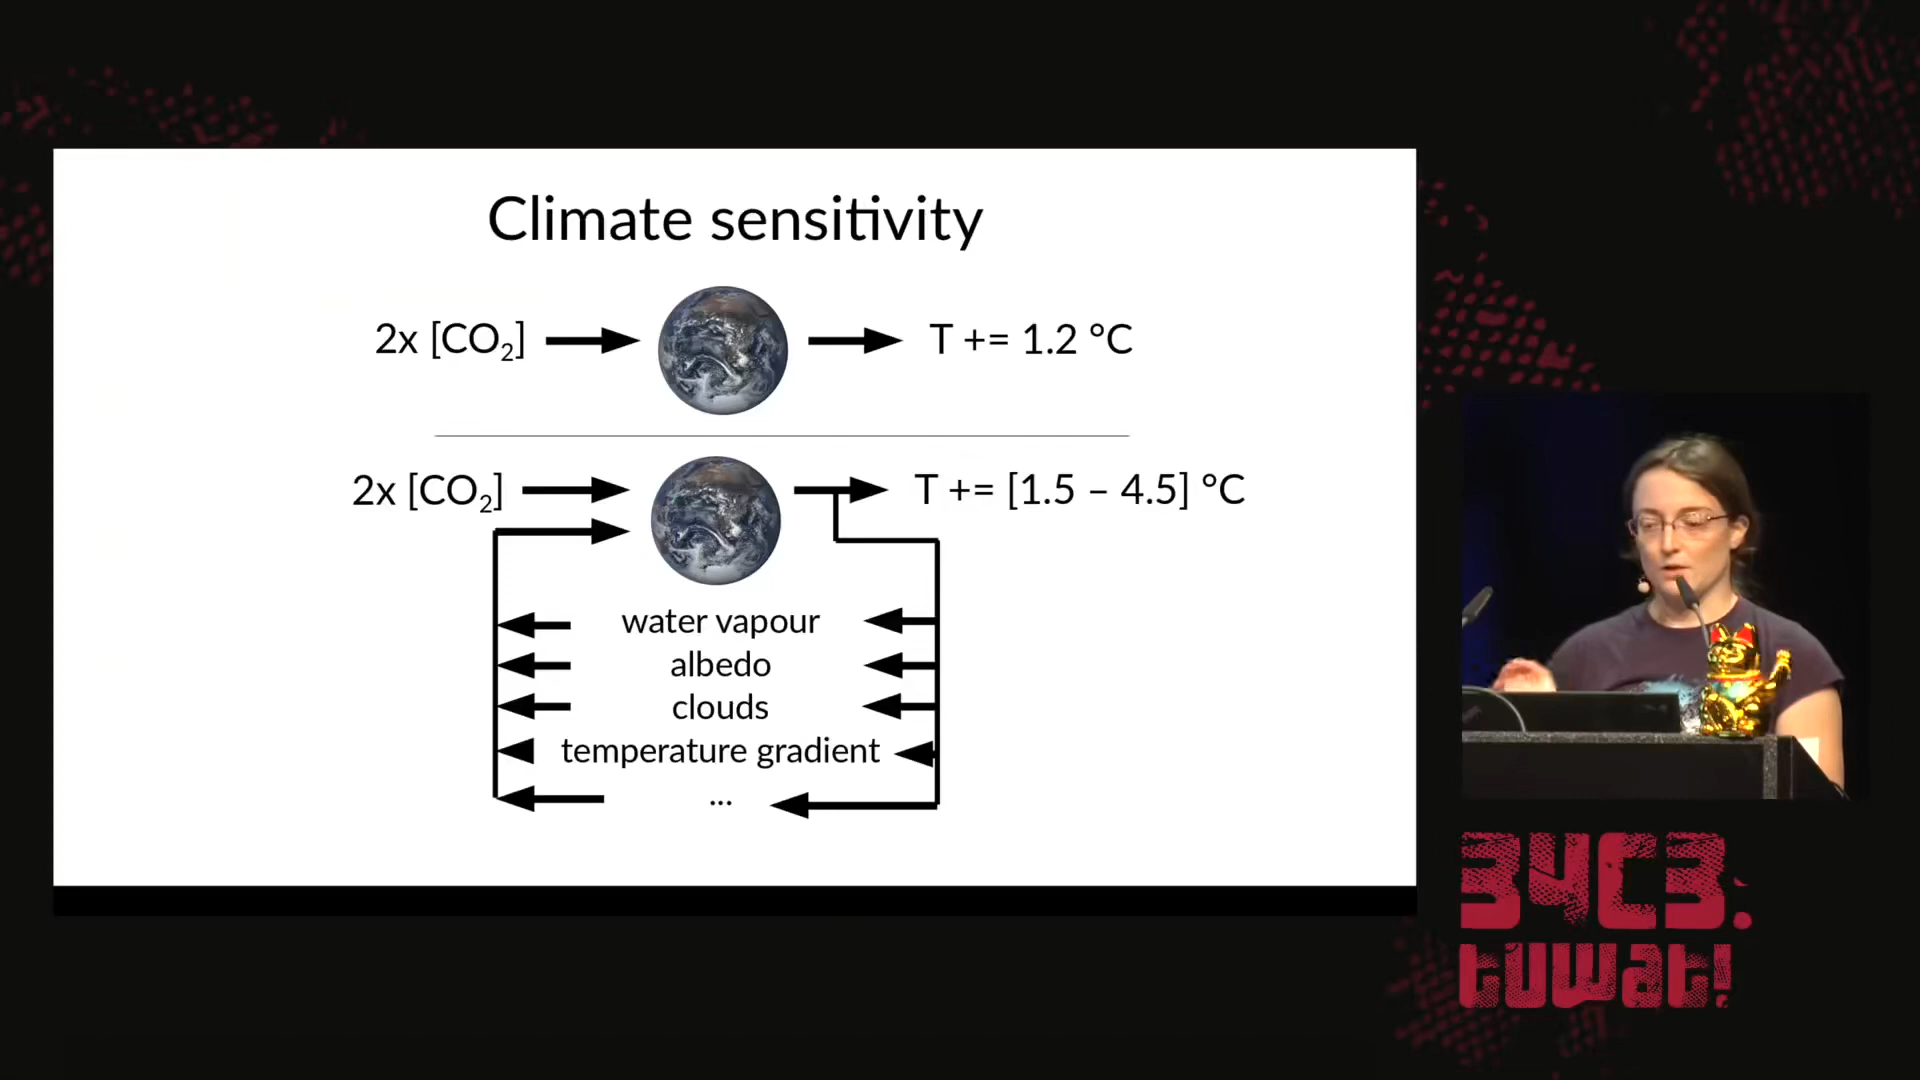 Climate sensitivity
2x [CO₂]
T += 1.2 °C
2x [CO₂]
T += [1.5 – 4.5] °C
water vapour
albedo
clouds
temperature gradient
...
34C3.
tuwat!